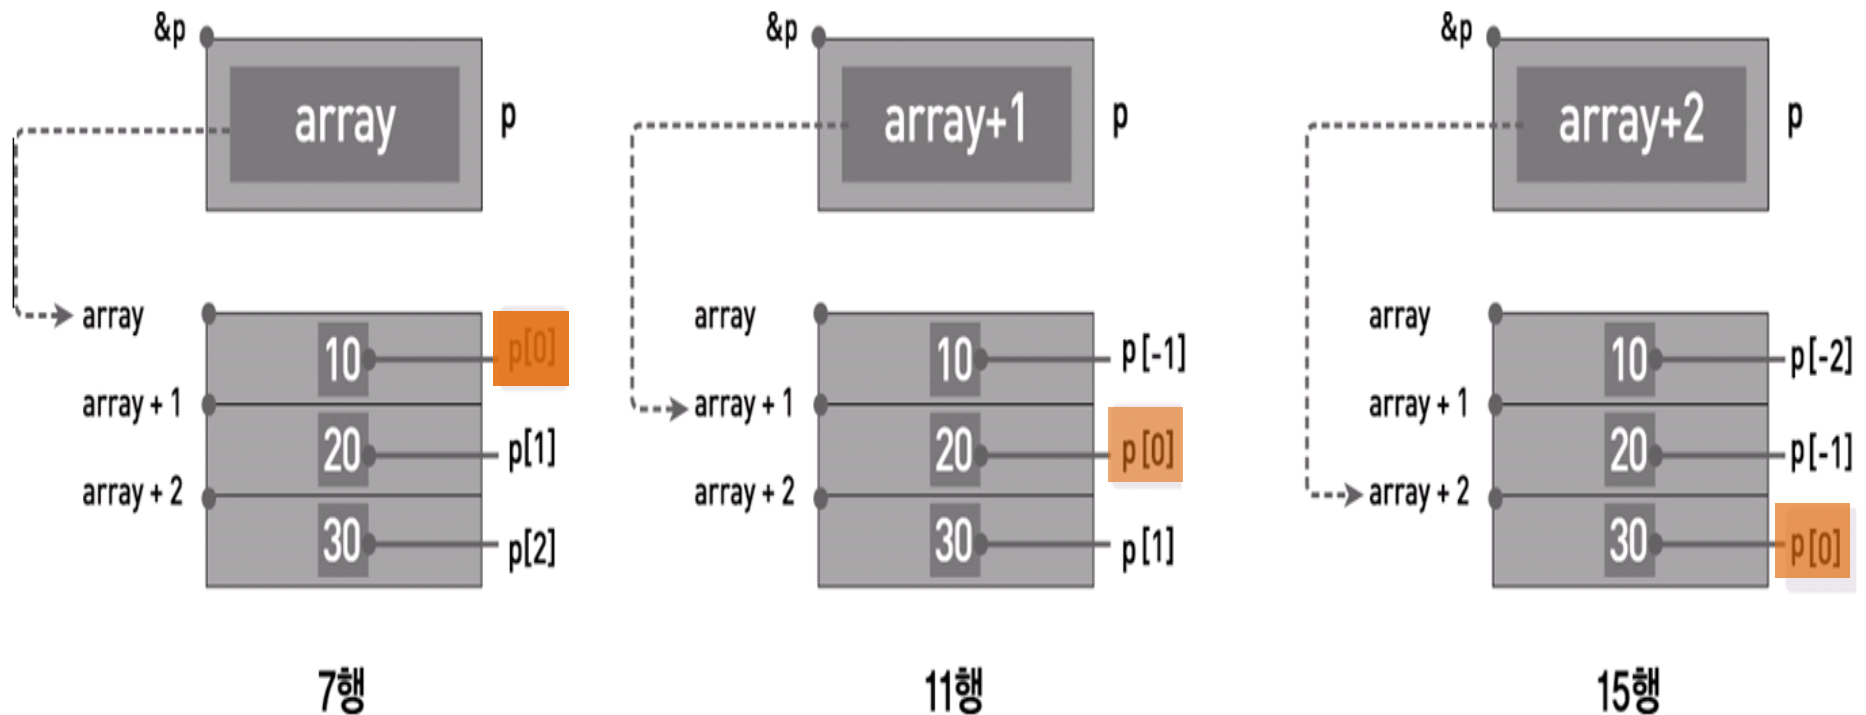 &p
array
p
array
10
p[0]
array + 1
20
p[1]
array + 2
30
p[2]
7행
&p
array+1
p
array
10
p[-1]
array + 1
20
p[0]
array + 2
30
p[1]
11행
&p
array+2
p
array
10
p[-2]
array + 1
20
p[-1]
array + 2
30
p[0]
15행